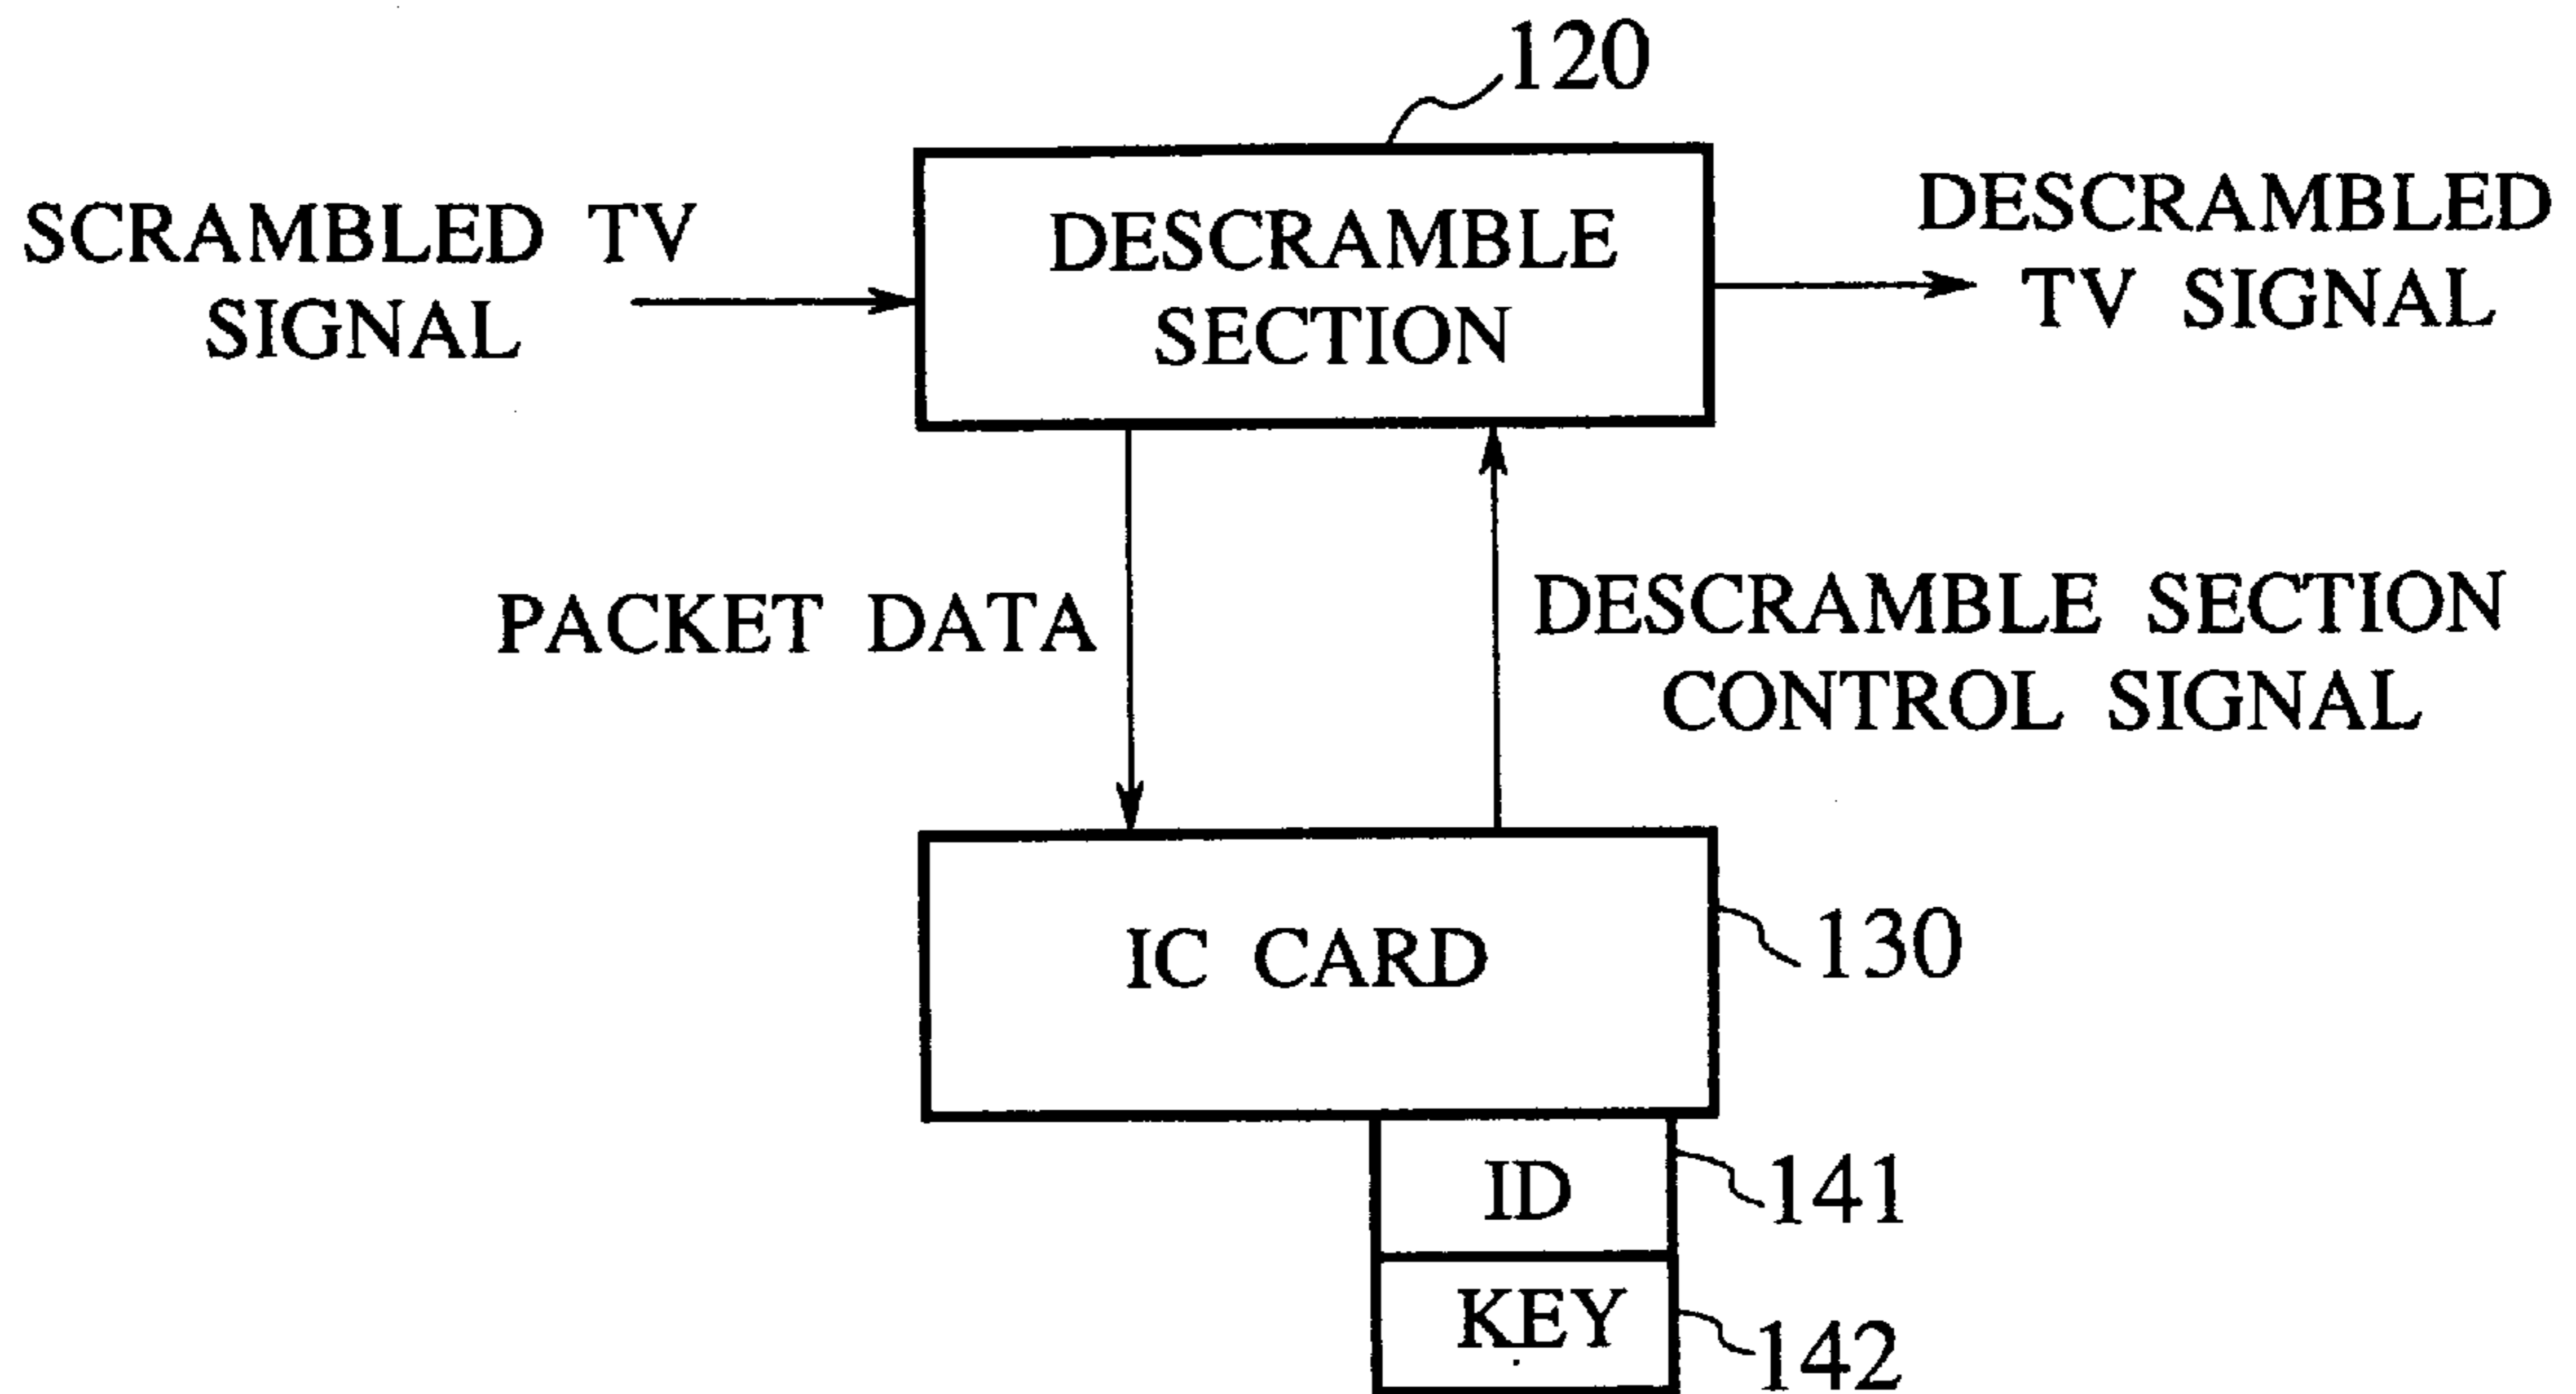 120
SCRAMBLED TV
SIGNAL
DESCRAMBLE
SECTION
DESCRAMBLED
TV SIGNAL
PACKET DATA
DESCRAMBLE SECTION
CONTROL SIGNAL
IC CARD
130
ID
141
KEY
142